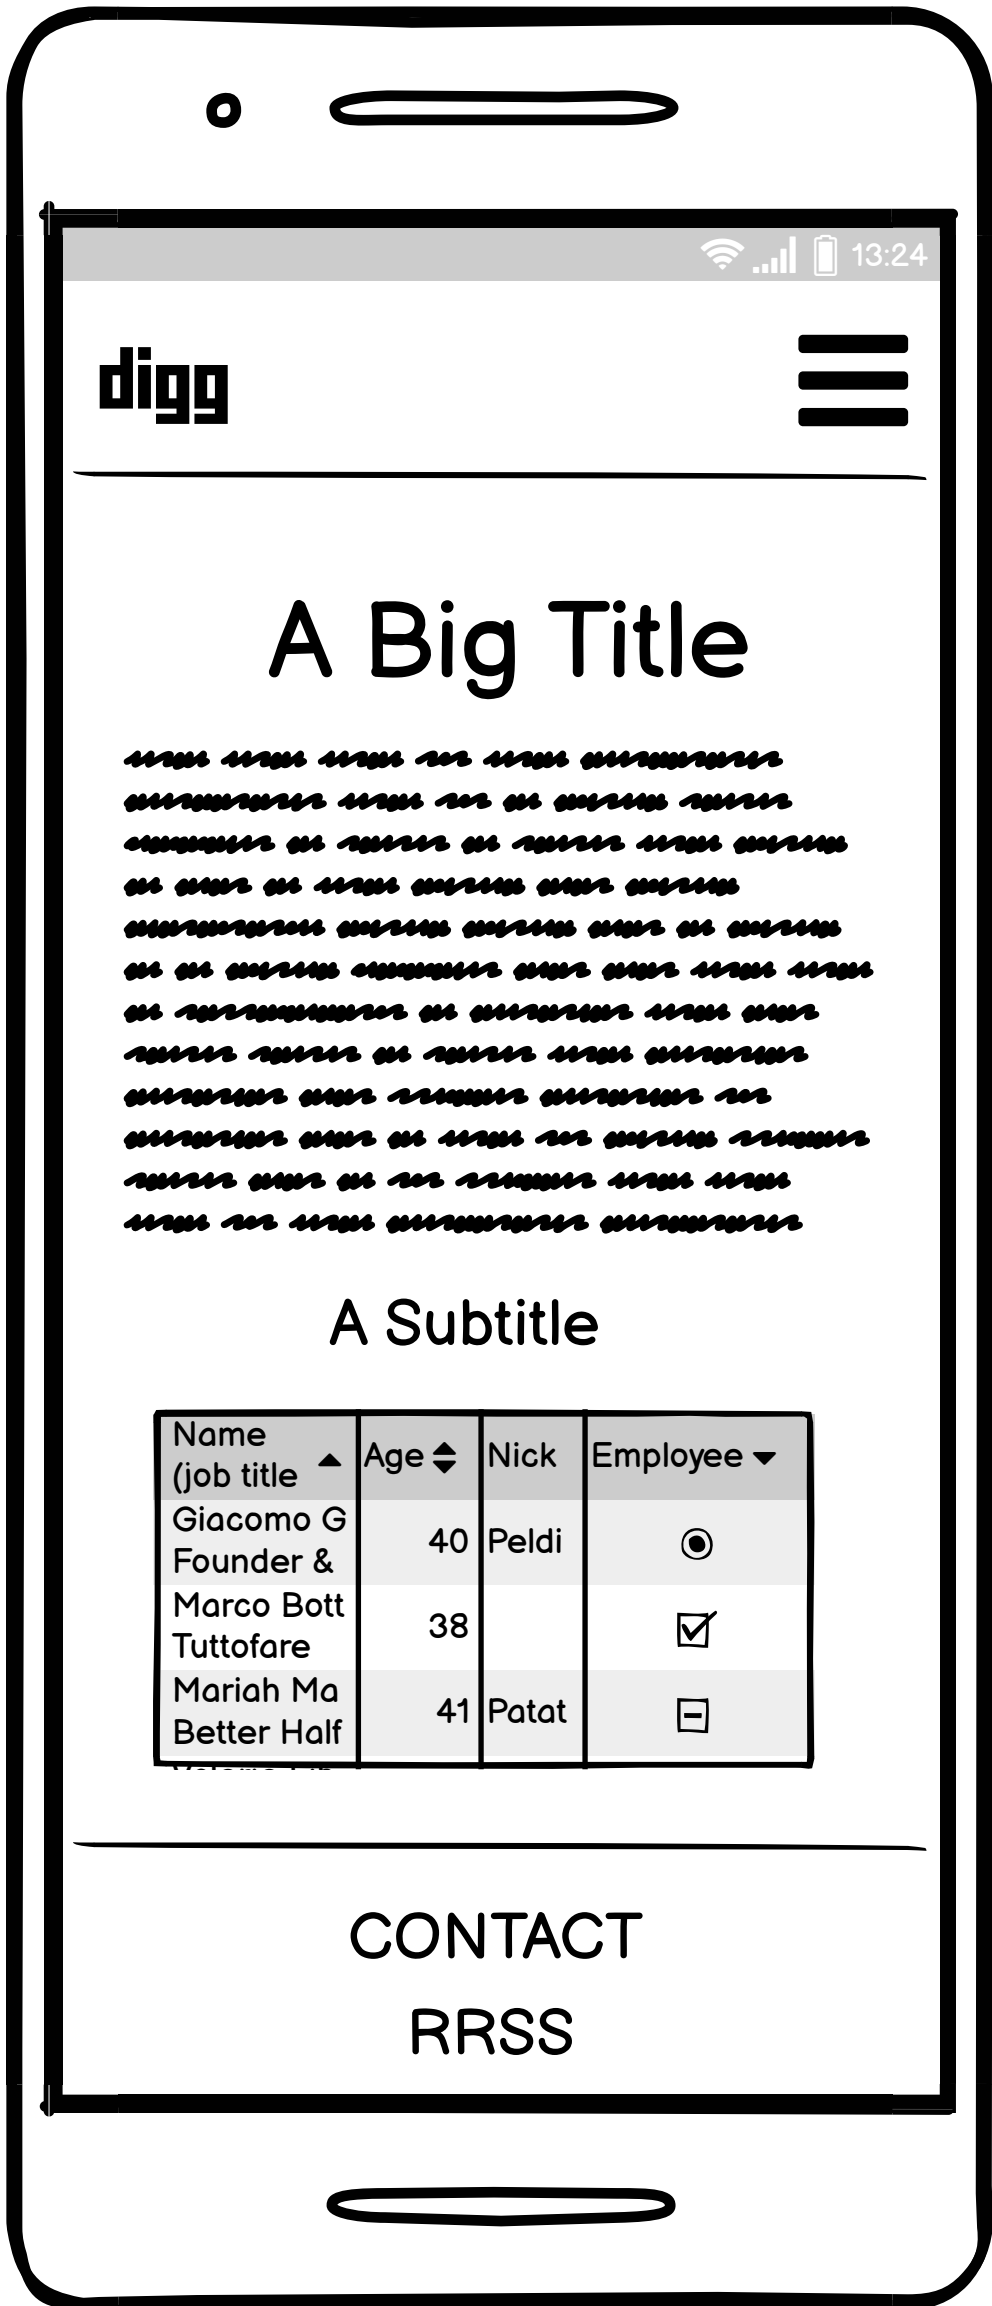 13:24
digg
A Big Title
A Subtitle
Name
(job title
Age
Nick
Employee
Giacomo G
Founder &
40
Peldi
Marco Bott
Tuttofare
38
Mariah Ma
Better Half
41
Patat
CONTACT
RRSS